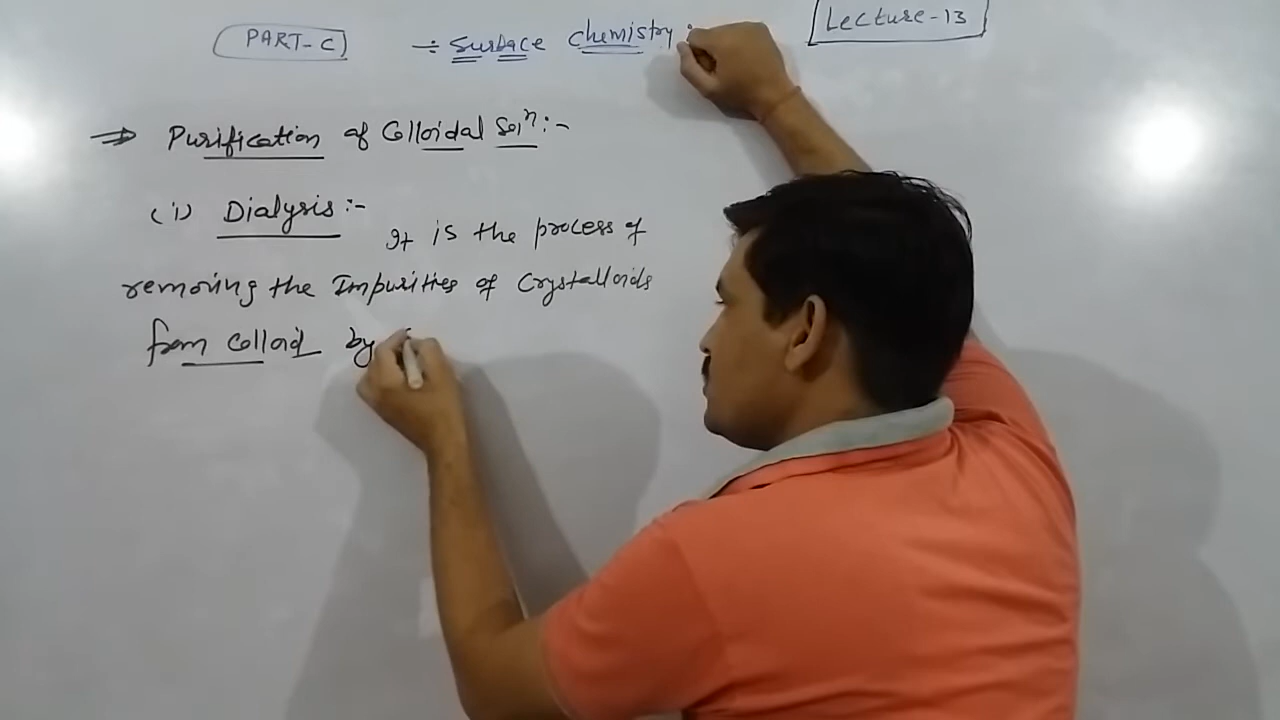 PART-C ÷ Surface Chemistry :- Lecture-13
⇒ Purification of Colloidal Solⁿ:-
(i) Dialysis:-
It is the process of
removing the Impurities of Crystalloids
from Colloid by